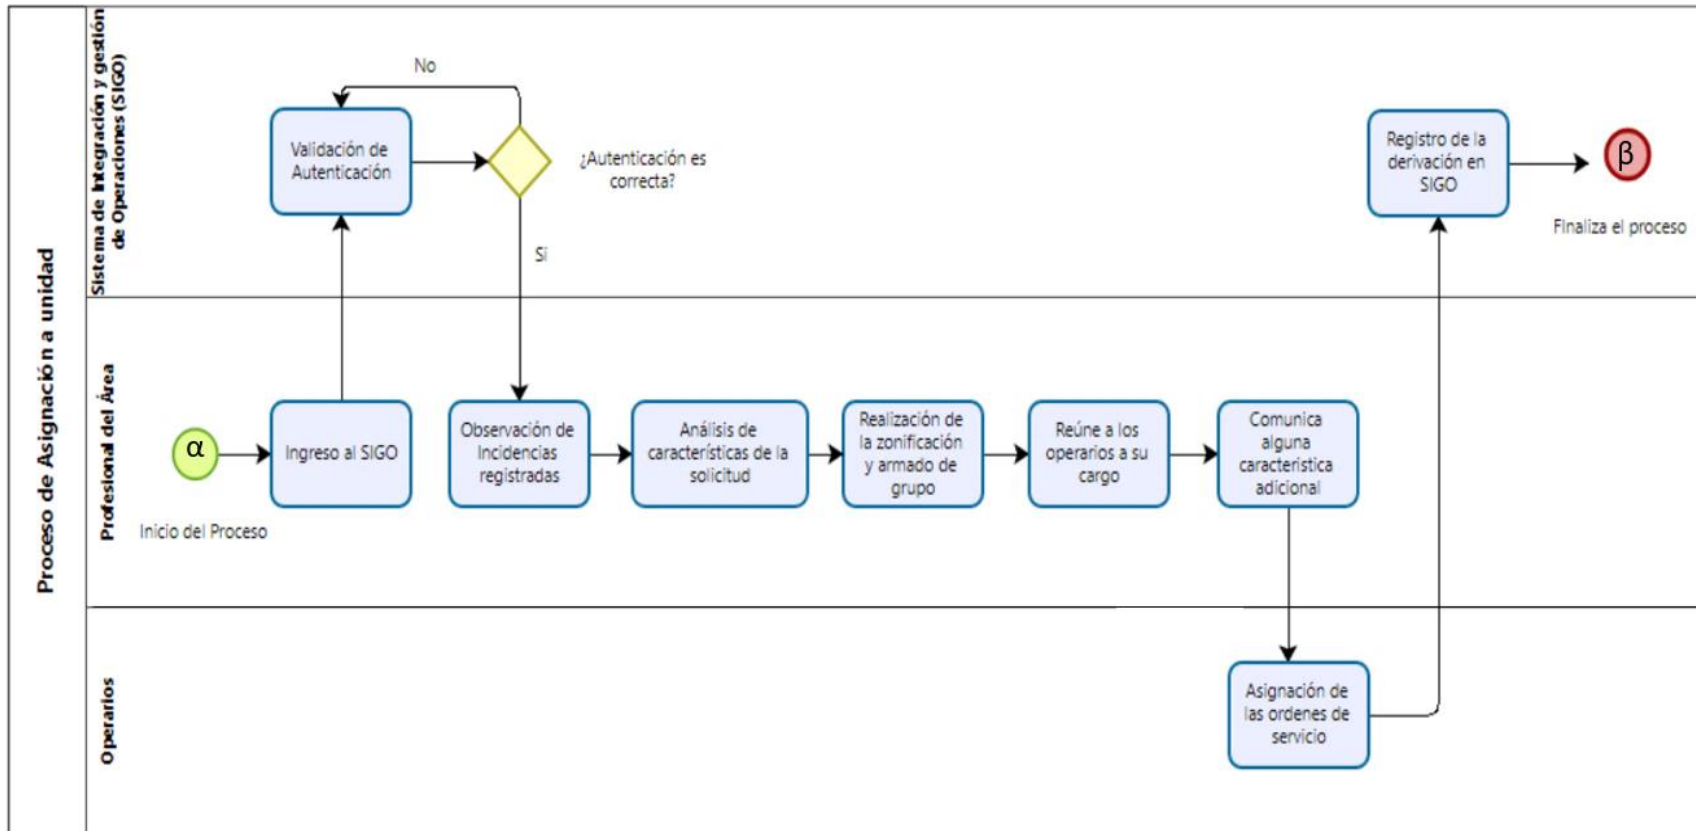 Proceso de Asignación a unidad
Sistema de Integración y gestión
de Operaciones (SIGO)
No
Validación de
Autenticación
¿Autenticación es
correcta?
Si
Registro de la
derivación en
SIGO
β
FInaliza el proceso
Profesional del Área
α
Inicio del Proceso
Ingreso al SIGO
Observación de
Incidencias
registradas
Análisis de
características de la
solicitud
Realización de
la zonificación
y armado de
grupo
Reúne a los
operarios a su
cargo
Comunica
alguna
caracteristica
adicional
Operarios
Asignación de
las ordenes de
servicio